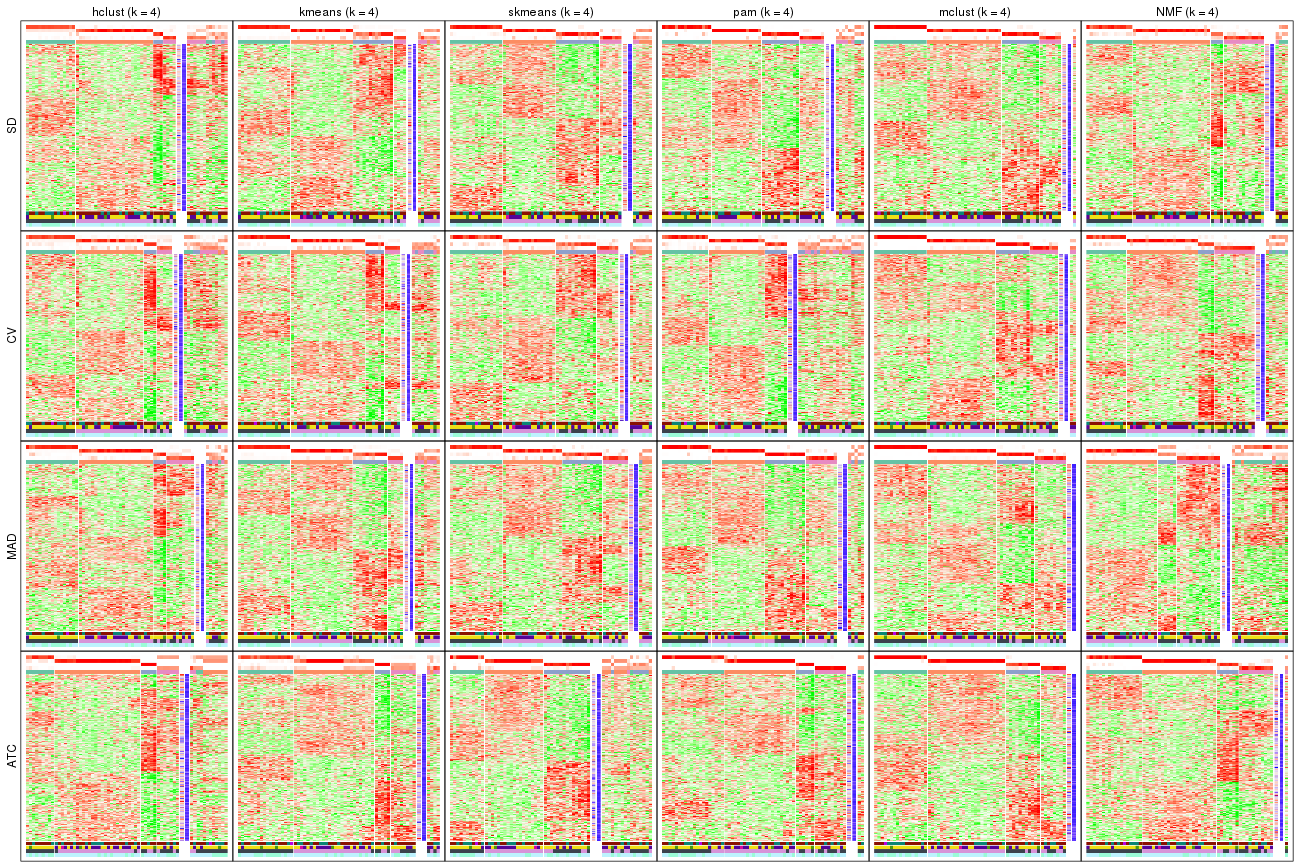 hclust (k = 4)
kmeans (k = 4)
skmeans (k = 4)
pam (k = 4)
mclust (k = 4)
NMF (k = 4)
SD
CV
MAD
ATC